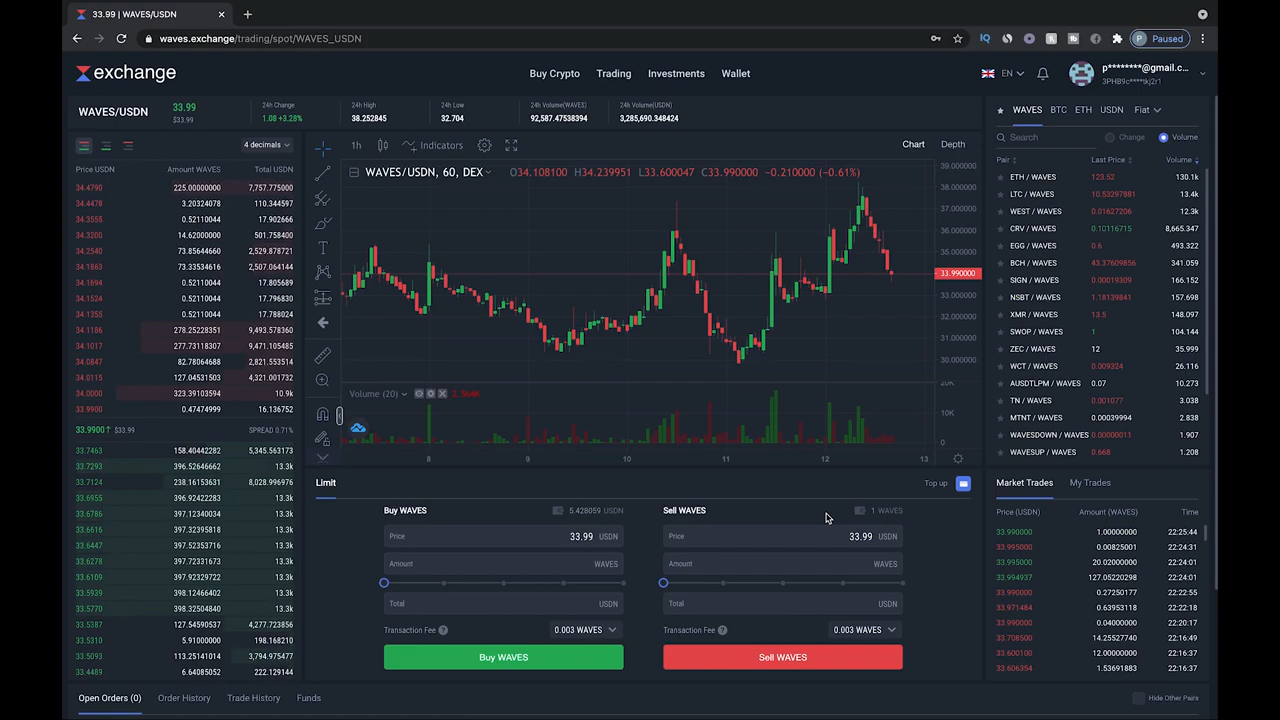 33.99 | WAVES/USDN
waves.exchange/trading/spot/WAVES_USDN
Paused
exchange
Buy Crypto
Trading
Investments
Wallet
EN
p********@gmail.c...
3PHB9c****kj2r1
WAVES/USDN
33.99
$33.99
24h Change
1.08 +3.28%
24h High
38.252845
24h Low
32.704
24h Volume(WAVES)
92,587.47538394
24h Volume(USDN)
3,285,690.348424
4 decimals
Price USDN Amount WAVES Total USDN
34.4790 225.00000000 7,757.775000
34.4478 3.20324078 110.344597
34.3555 0.52110044 17.902666
34.3200 14.62000000 501.758400
34.2540 73.85644660 2,529.878721
34.1863 73.33534616 2,507.064144
34.1694 0.52110044 17.805689
34.1524 0.52110044 17.796830
34.1355 0.52110044 17.788024
34.1186 278.25228351 9,493.578360
34.1017 277.73118307 9,471.105485
34.0847 82.78064688 2,821.553514
34.0115 127.04531503 4,321.001732
34.0000 323.39103594 10.9k
33.9900 0.47474999 16.136752
33.9900↑ $33.99 SPREAD 0.71%
33.7463 158.40442282 5,345.563173
33.7293 396.52646662 13.3k
33.7124 238.16153631 8,028.996976
33.6955 396.92422283 13.3k
33.6786 397.12340034 13.3k
33.6616 397.32395818 13.3k
33.6447 397.52353517 13.3k
33.6278 397.72381277 13.3k
33.6109 397.92329722 13.3k
33.5939 398.12466402 13.3k
33.5770 398.32504840 13.3k
33.5387 127.54590537 4,277.723856
33.5310 5.91000000 198.168210
33.5093 113.25141014 3,794.975477
33.4489 6.64085052 222.129144
1h
Indicators
Chart
Depth
WAVES/USDN, 60, DEX
O34.108100 H34.239951 L33.600047 C33.990000 −0.210000 (−0.61%)
39.000000
38.000000
36.000000
35.000000
33.990000
33.000000
32.000000
31.000000
30.000000
Volume (20)
2.564K
20K
10K
0
8 9 10 11 12 13
Limit
Top up
Buy WAVES
5.428059 USDN
Price 33.99 USDN
Amount WAVES
Total USDN
Transaction Fee ? 0.003 WAVES
Buy WAVES
Sell WAVES
1 WAVES
Price 33.99 USDN
Amount WAVES
Total USDN
Transaction Fee ? 0.003 WAVES
Sell WAVES
WAVES BTC ETH USDN Fiat
Search
Change
Volume
Pair Last Price Volume
ETH / WAVES 123.52 130.1k
LTC / WAVES 10.53297881 13.4k
WEST / WAVES 0.01627206 12.3k
CRV / WAVES 0.10116715 8,665.347
EGG / WAVES 0.6 493.322
BCH / WAVES 43.37609856 341.059
SIGN / WAVES 0.00019309 166.152
NSBT / WAVES 1.18139841 157.698
XMR / WAVES 13.5 148.097
SWOP / WAVES 1 104.144
ZEC / WAVES 12 35.999
WCT / WAVES 0.009324 26.116
AUSDTLPM / WAVES 0.07 10.273
TN / WAVES 0.001077 3.038
MTNT / WAVES 0.00039994 2.838
WAVESDOWN / WAVES 0.00000011 1.907
WAVESUP / WAVES 0.668 1.208
Market Trades
My Trades
Price (USDN) Amount (WAVES) Time
33.990000 1.00000000 22:25:44
33.995000 0.00825001 22:24:31
33.995000 20.02000000 22:24:01
33.994937 127.05220298 22:24:01
33.990000 0.27250177 22:22:55
33.971484 0.63953118 22:22:18
33.990000 0.04000000 22:22:17
33.708500 14.25527740 22:16:49
33.600100 12.00000000 22:16:37
33.606354 1.53691883 22:16:37
Open Orders (0)
Order History
Trade History
Funds
Hide Other Pairs